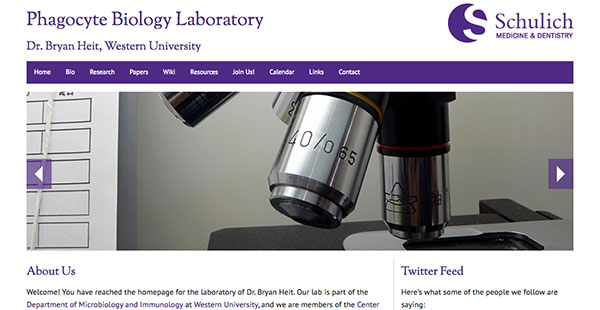 Phagocyte Biology Laboratory
Dr. Bryan Heit, Western University
Schulich
MEDICINE & DENTISTRY
Home Bio Research Papers Wiki Resources Join Us! Calendar Links Contact
40/0.65
About Us
Welcome! You have reached the homepage for the laboratory of Dr. Bryan Heit. Our lab is part of the
Department of Microbiology and Immunology at Western University, and we are members of the Center
Twitter Feed
Here's what some of the people we follow are
saying: